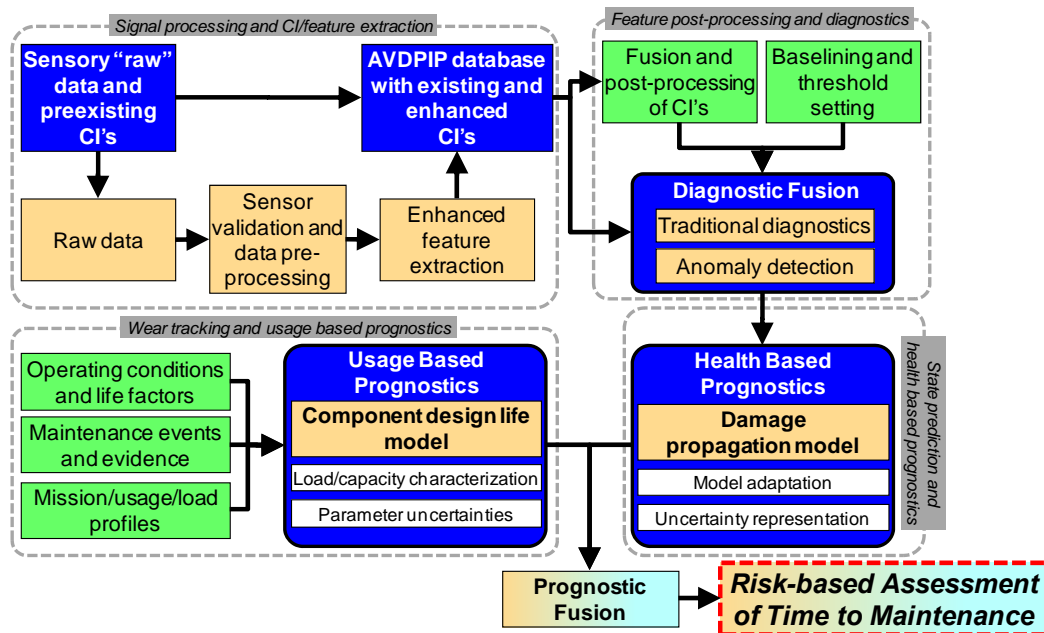 Signal processing and CI/feature extraction
Sensory “raw”
data and
preexisting
CI’s
AVDPIP database
with existing and
enhanced
CI’s
Raw data
Sensor
validation and
data pre-
processing
Enhanced
feature
extraction
Feature post-processing and diagnostics
Fusion and
post-processing
of CI’s
Baselining and
threshold
setting
Diagnostic Fusion
Traditional diagnostics
Anomaly detection
Wear tracking and usage based prognostics
Operating conditions
and life factors
Maintenance events
and evidence
Mission/usage/load
profiles
Usage Based
Prognostics
Component design life
model
Load/capacity characterization
Parameter uncertainties
Health Based
Prognostics
Damage
propagation model
Model adaptation
Uncertainty representation
State prediction and
health based prognostics
Prognostic
Fusion
Risk-based Assessment
of Time to Maintenance